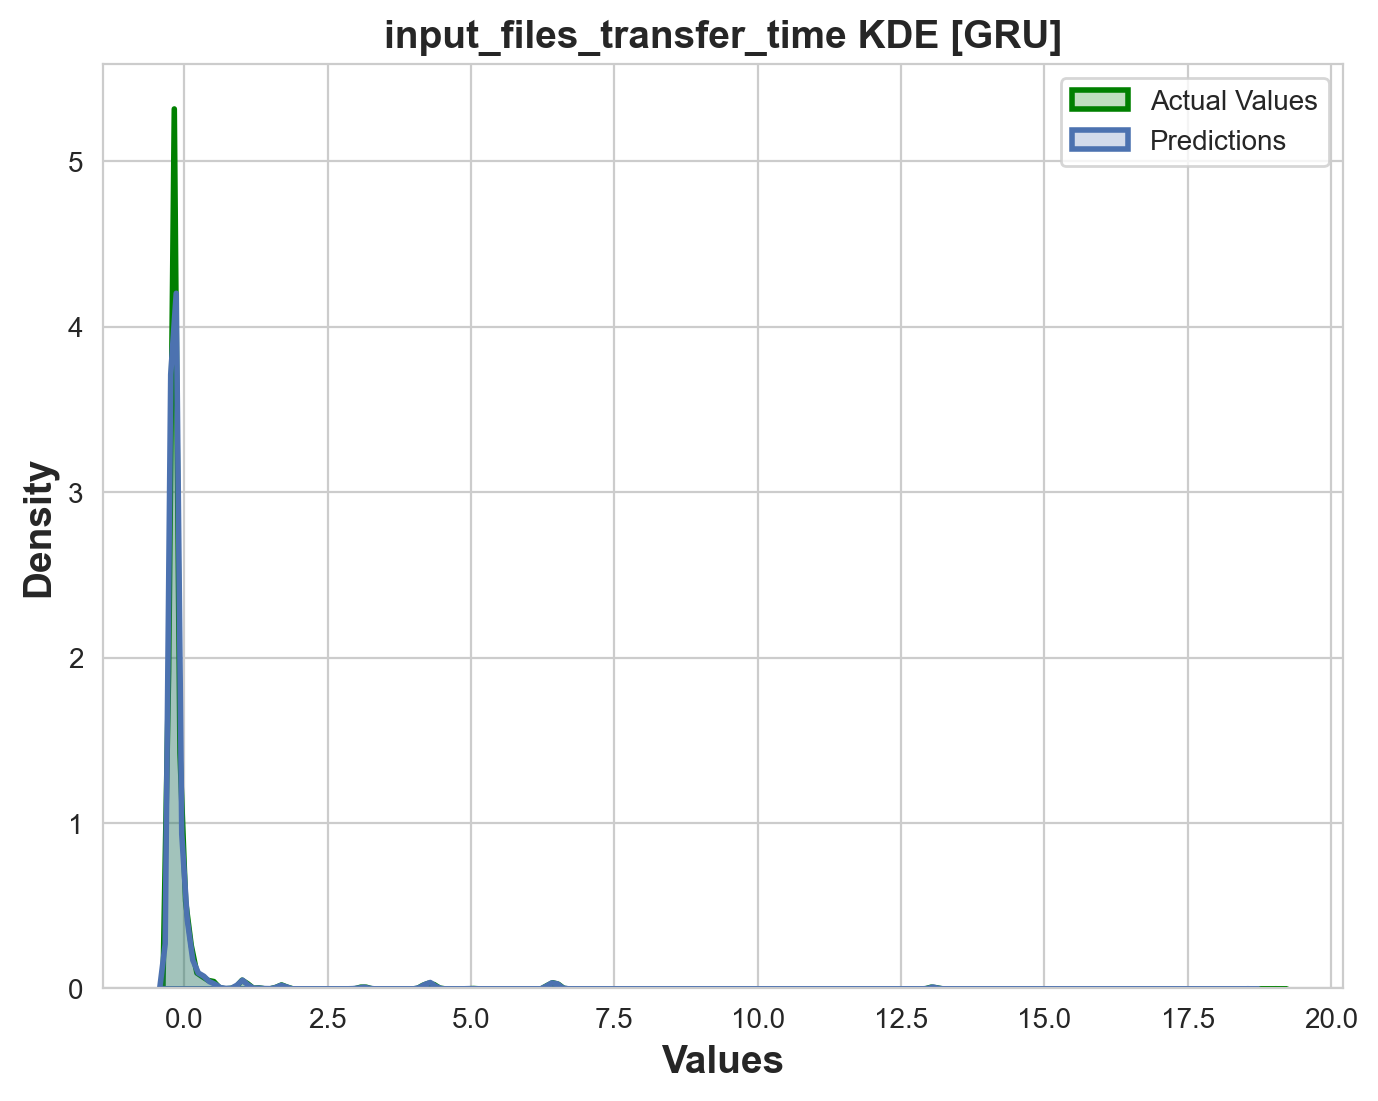 input_files_transfer_time KDE [GRU]
Actual Values
Predictions
Density
5
4
3
2
1
0
0.0 2.5 5.0 7.5 10.0 12.5 15.0 17.5 20.0
Values